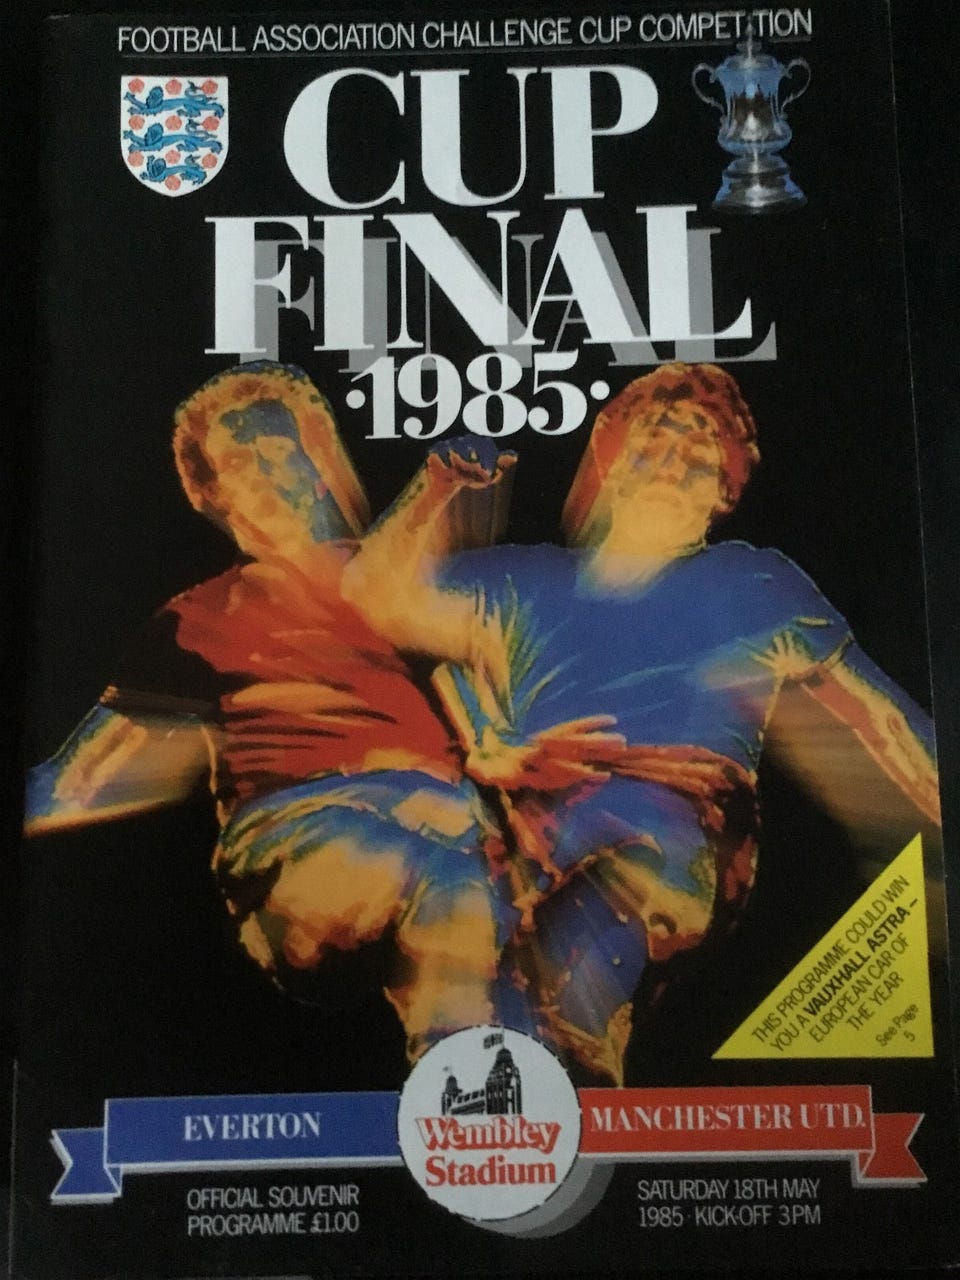 FOOTBALL ASSOCIATION CHALLENGE CUP COMPETITION
CUP
FINAL
·1985·
THIS PROGRAMME COULD WIN
YOU A VAUXHALL ASTRA –
EUROPEAN CAR OF
THE YEAR
See Page
5
EVERTON
Wembley
Stadium
MANCHESTER UTD.
OFFICIAL SOUVENIR
PROGRAMME £1.00
SATURDAY 18TH MAY
1985 · KICK-OFF 3PM